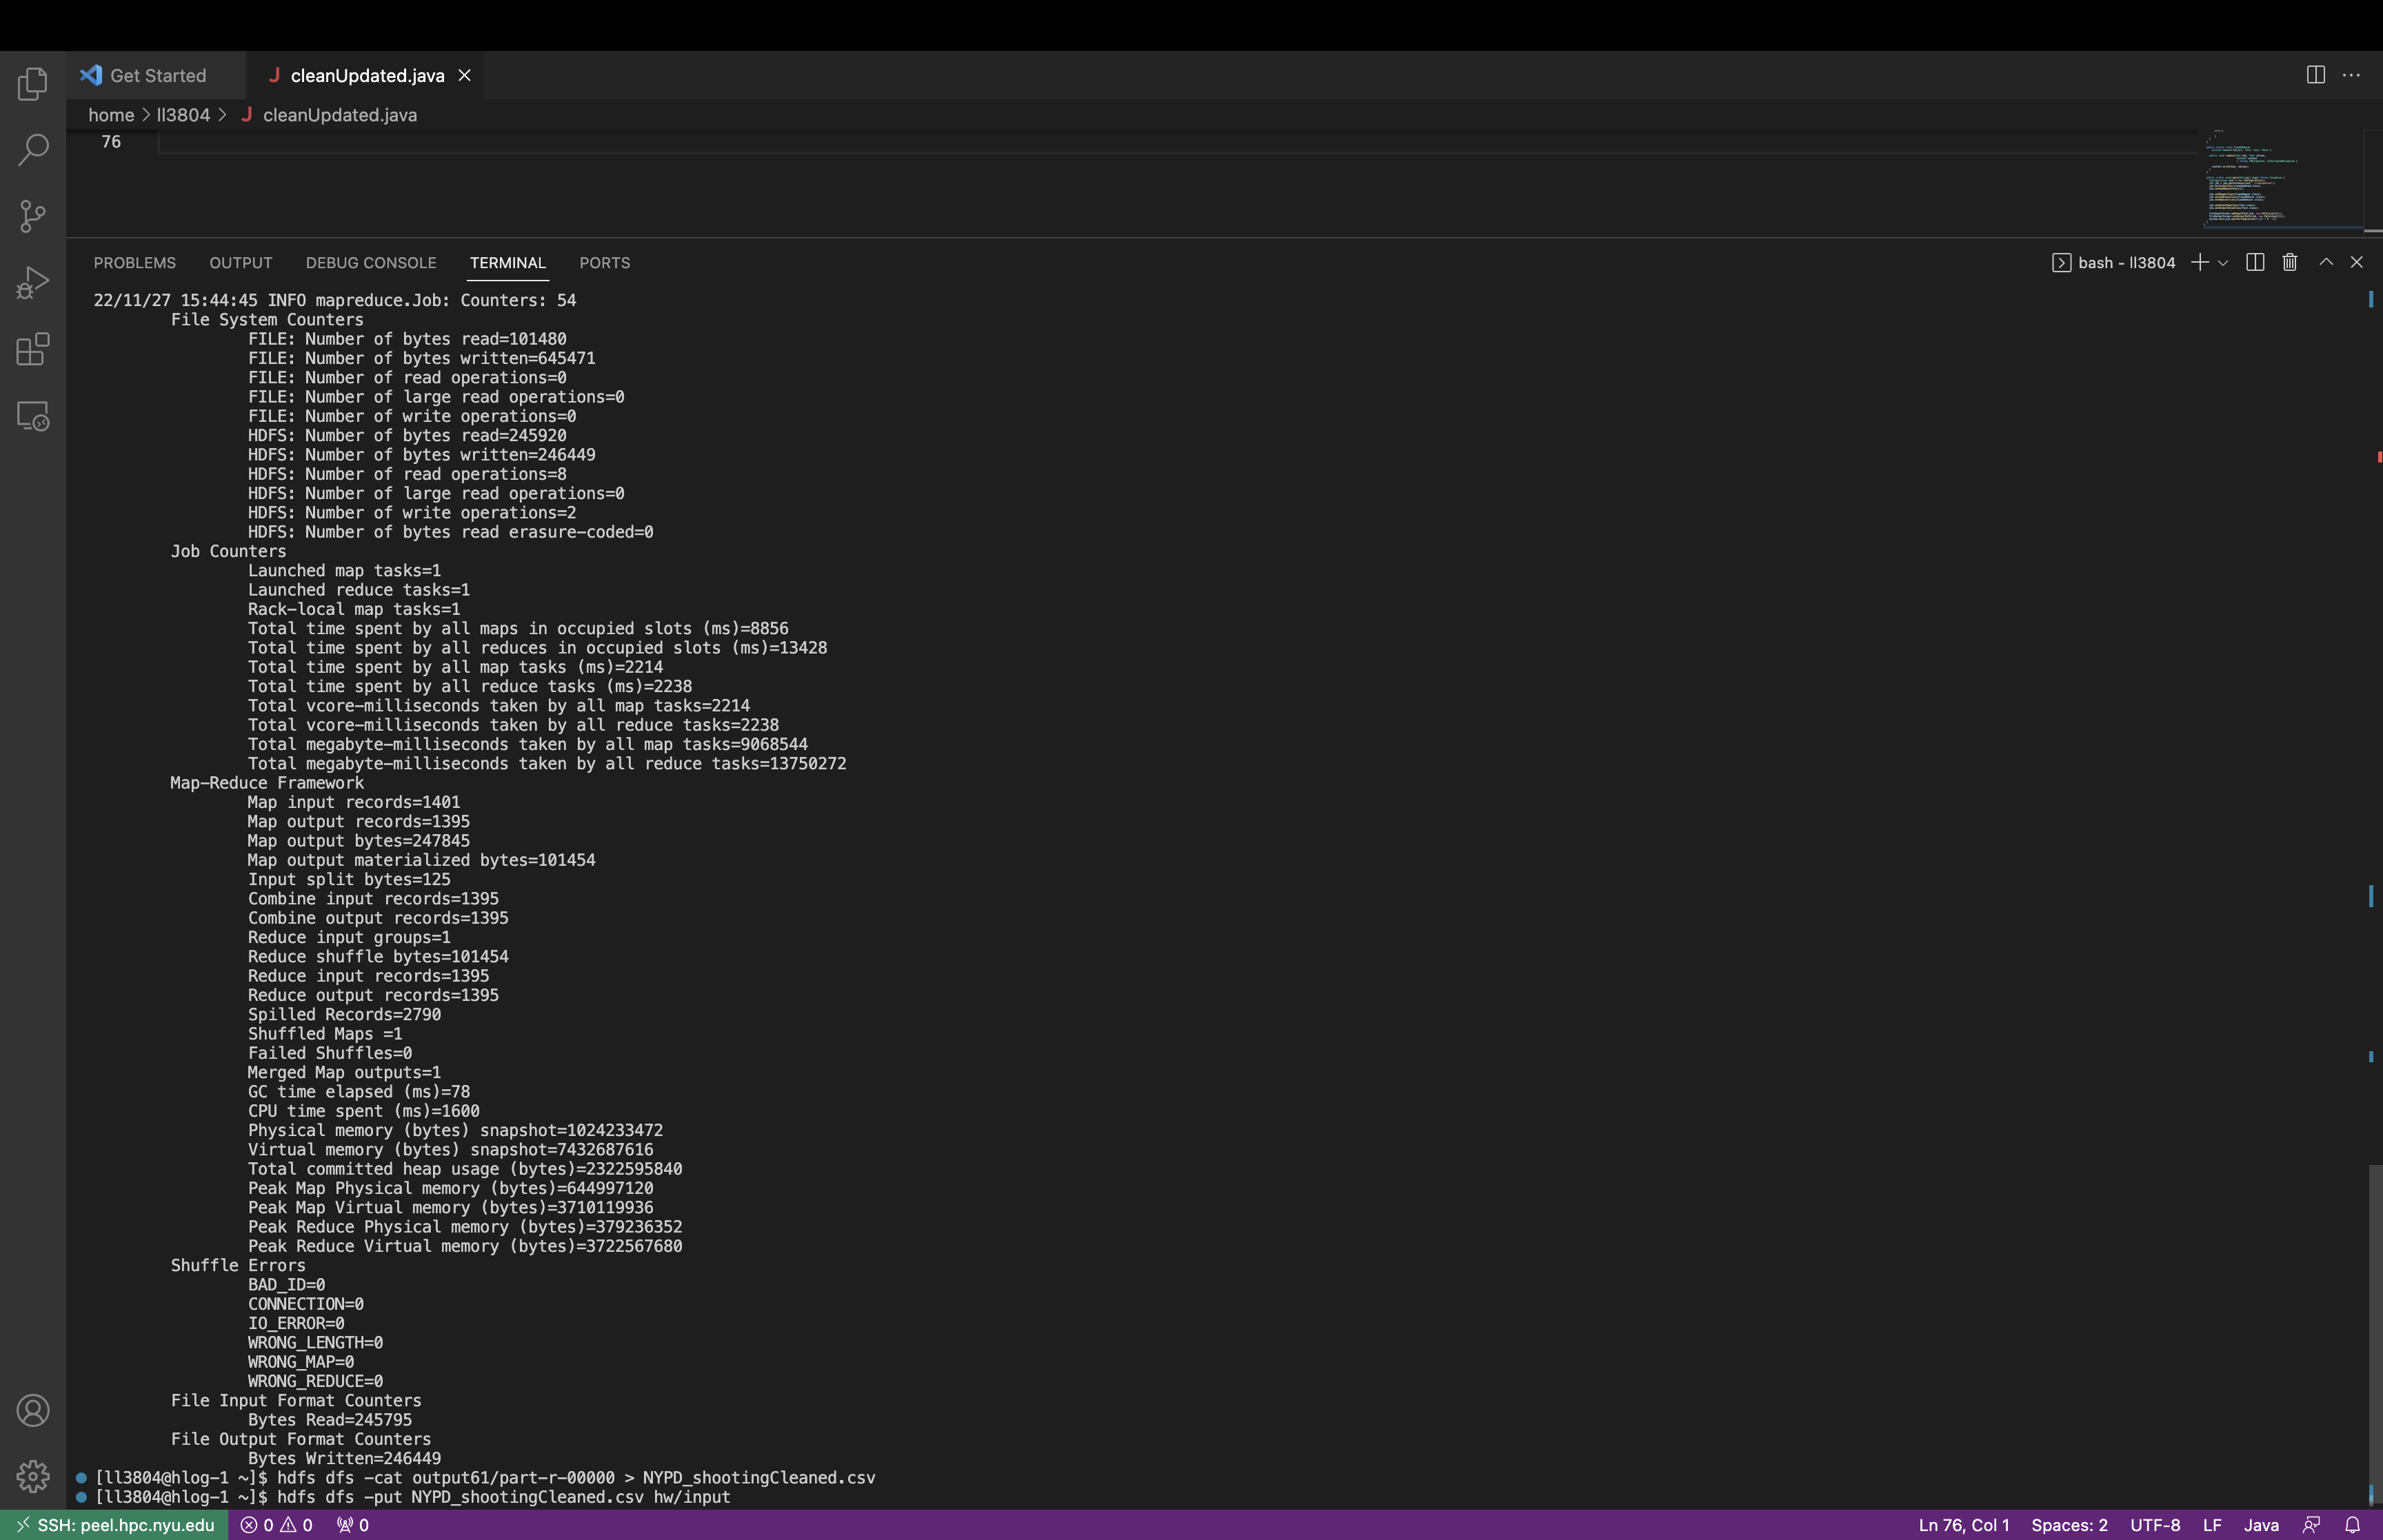 Get Started
cleanUpdated.java
home > ll3804 > cleanUpdated.java
76
PROBLEMS OUTPUT DEBUG CONSOLE TERMINAL PORTS
bash - ll3804
22/11/27 15:44:45 INFO mapreduce.Job: Counters: 54
File System Counters
FILE: Number of bytes read=101480
FILE: Number of bytes written=645471
FILE: Number of read operations=0
FILE: Number of large read operations=0
FILE: Number of write operations=0
HDFS: Number of bytes read=245920
HDFS: Number of bytes written=246449
HDFS: Number of read operations=8
HDFS: Number of large read operations=0
HDFS: Number of write operations=2
HDFS: Number of bytes read erasure-coded=0
Job Counters
Launched map tasks=1
Launched reduce tasks=1
Rack-local map tasks=1
Total time spent by all maps in occupied slots (ms)=8856
Total time spent by all reduces in occupied slots (ms)=13428
Total time spent by all map tasks (ms)=2214
Total time spent by all reduce tasks (ms)=2238
Total vcore-milliseconds taken by all map tasks=2214
Total vcore-milliseconds taken by all reduce tasks=2238
Total megabyte-milliseconds taken by all map tasks=9068544
Total megabyte-milliseconds taken by all reduce tasks=13750272
Map-Reduce Framework
Map input records=1401
Map output records=1395
Map output bytes=247845
Map output materialized bytes=101454
Input split bytes=125
Combine input records=1395
Combine output records=1395
Reduce input groups=1
Reduce shuffle bytes=101454
Reduce input records=1395
Reduce output records=1395
Spilled Records=2790
Shuffled Maps =1
Failed Shuffles=0
Merged Map outputs=1
GC time elapsed (ms)=78
CPU time spent (ms)=1600
Physical memory (bytes) snapshot=1024233472
Virtual memory (bytes) snapshot=7432687616
Total committed heap usage (bytes)=2322595840
Peak Map Physical memory (bytes)=644997120
Peak Map Virtual memory (bytes)=3710119936
Peak Reduce Physical memory (bytes)=379236352
Peak Reduce Virtual memory (bytes)=3722567680
Shuffle Errors
BAD_ID=0
CONNECTION=0
IO_ERROR=0
WRONG_LENGTH=0
WRONG_MAP=0
WRONG_REDUCE=0
File Input Format Counters
Bytes Read=245795
File Output Format Counters
Bytes Written=246449
[ll3804@hlog-1 ~]$ hdfs dfs -cat output61/part-r-00000 > NYPD_shootingCleaned.csv
[ll3804@hlog-1 ~]$ hdfs dfs -put NYPD_shootingCleaned.csv hw/input
SSH: peel.hpc.nyu.edu 0 0 0 Ln 76, Col 1 Spaces: 2 UTF-8 LF Java